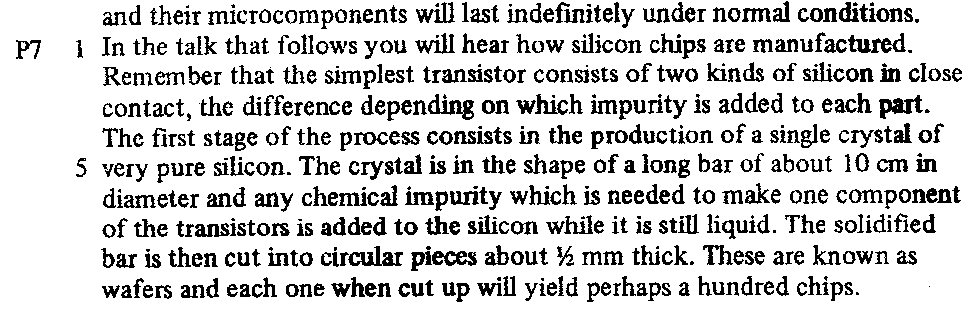 and their microcomponents will last indefinitely under normal conditions.
P7 1 In the talk that follows you will hear how silicon chips are manufactured.
Remember that the simplest transistor consists of two kinds of silicon in close
contact, the difference depending on which impurity is added to each part.
The first stage of the process consists in the production of a single crystal of
5 very pure silicon. The crystal is in the shape of a long bar of about 10 cm in
diameter and any chemical impurity which is needed to make one component
of the transistors is added to the silicon while it is still liquid. The solidified
bar is then cut into circular pieces about ½ mm thick. These are known as
wafers and each one when cut up will yield perhaps a hundred chips.